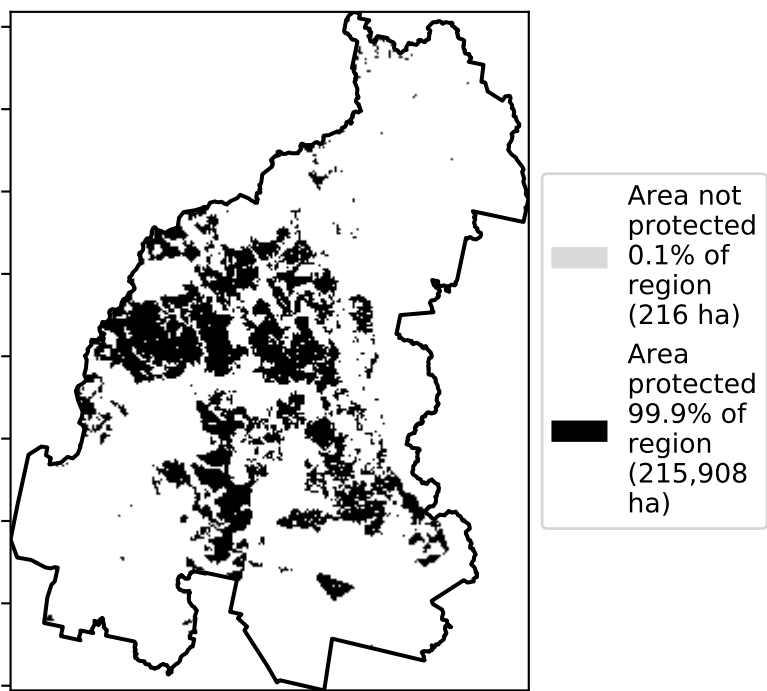 Area not
protected
0.1% of
region
(216 ha)
Area
protected
99.9% of
region
(215,908
ha)